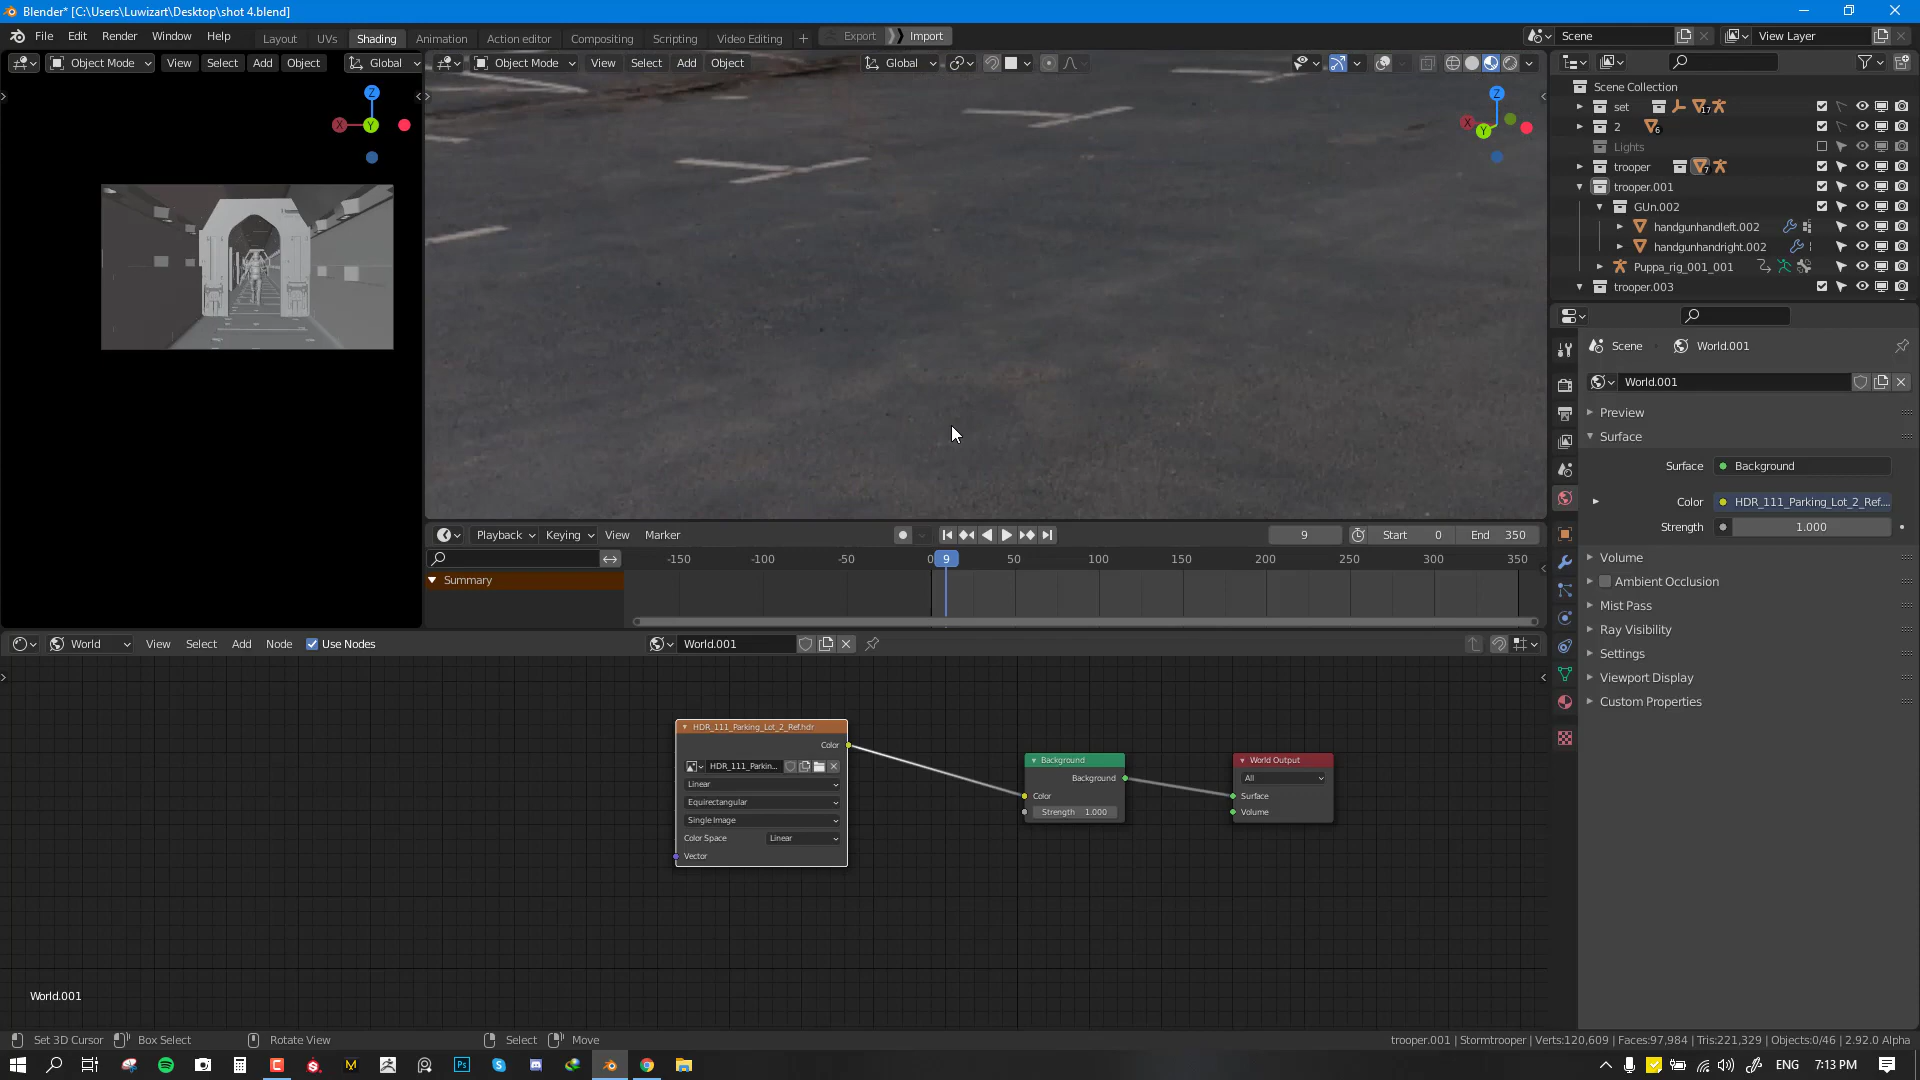 Blender* [C:\Users\Luwizart\Desktop\shot 4.blend]
File Edit Render Window Help
Layout UVs Shading Animation Action editor Compositing Scripting Video Editing + Export Import
Scene View Layer
Object Mode View Select Add Object Global
Object Mode View Select Add Object Global
Z X Y
Z X Y
Scene Collection
set 17
2 6
Lights
trooper 7
trooper.001
GUn.002
handgunhandleft.002
handgunhandright.002
Puppa_rig_001_001
trooper.003
Scene World.001
World.001
Preview
Surface
Surface Background
Color HDR_111_Parking_Lot_2_Ref....
Strength 1.000
Volume
Ambient Occlusion
Mist Pass
Ray Visibility
Settings
Viewport Display
Custom Properties
Playback Keying View Marker 9 Start 0 End 350
-150 -100 -50 0 9 50 100 150 200 250 300 350
Summary
World View Select Add Node Use Nodes World.001
HDR_111_Parking_Lot_2_Ref.hdr
Color
HDR_111_Parkin...
Linear
Equirectangular
Single Image
Color Space Linear
Vector
Background
Background
Color
Strength 1.000
World Output
All
Surface
Volume
World.001
Set 3D Cursor Box Select Rotate View Select Move
trooper.001 | Stormtrooper | Verts:120,609 | Faces:97,984 | Tris:221,329 | Objects:0/46 | 2.92.0 Alpha
ENG 7:13 PM